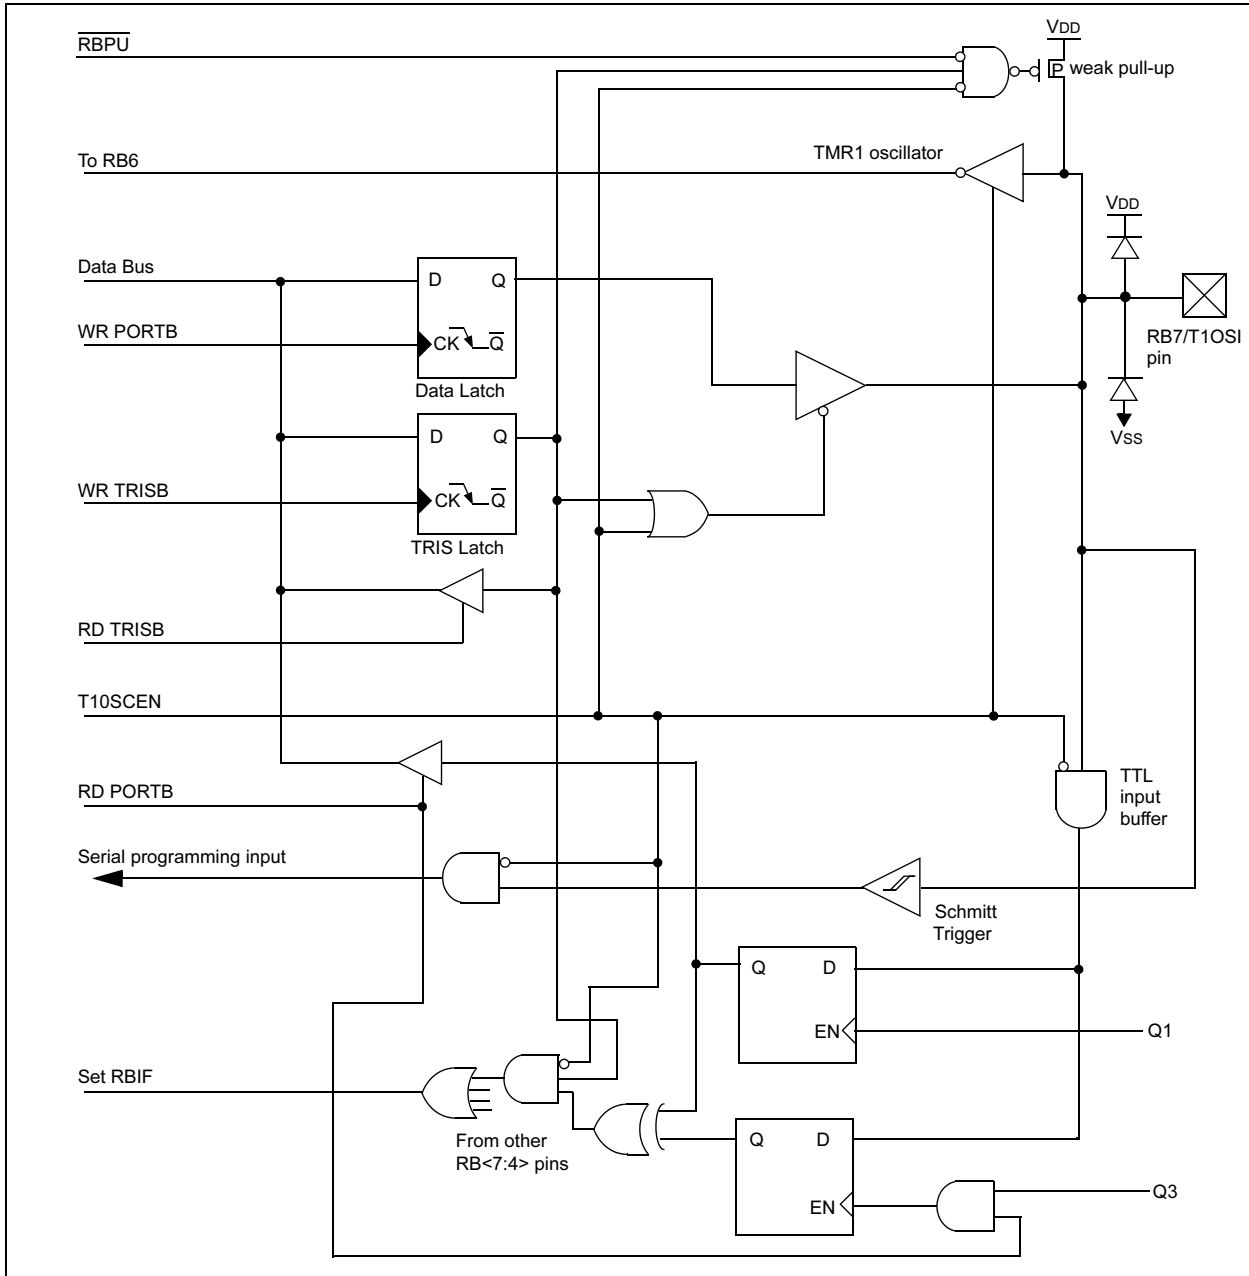 RBPU
VDD
P weak pull-up
To RB6
TMR1 oscillator
VDD
Data Bus
D Q
WR PORTB
CK Q
Data Latch
RB7/T1OSI
pin
VSS
D Q
WR TRISB
CK Q
TRIS Latch
RD TRISB
T10SCEN
RD PORTB
TTL
input
buffer
Serial programming input
Schmitt
Trigger
Q D
EN
Q1
Set RBIF
From other
RB<7:4> pins
Q D
EN
Q3